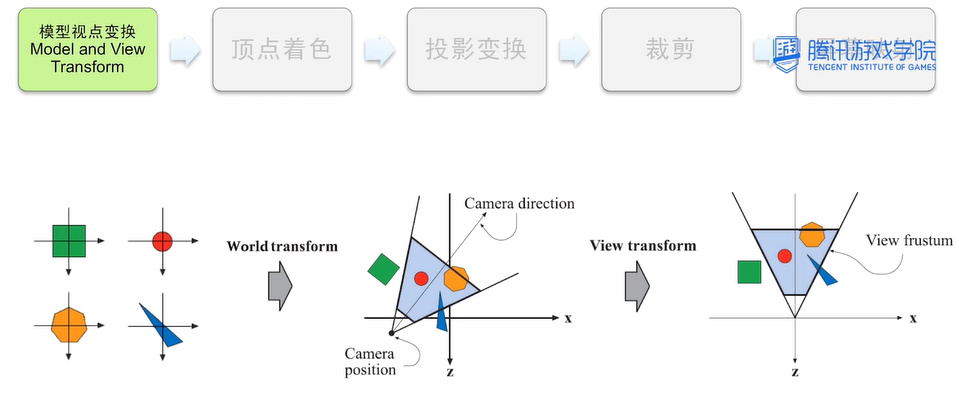 模型视点变换
Model and View
Transform
顶点着色
投影变换
裁剪
腾讯游戏学院
TENCENT INSTITUTE OF GAMES
World transform
Camera direction
x
z
Camera
position
View transform
View frustum
x
z